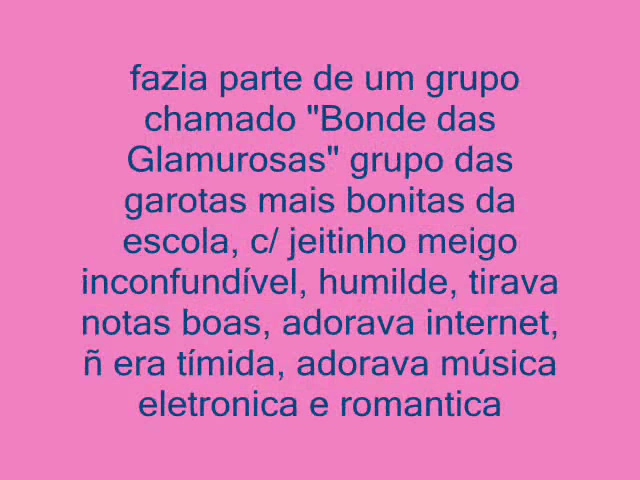 fazia parte de um grupo
chamado "Bonde das
Glamurosas" grupo das
garotas mais bonitas da
escola, c/ jeitinho meigo
inconfundível, humilde, tirava
notas boas, adorava internet,
ñ era tímida, adorava música
eletronica e romantica